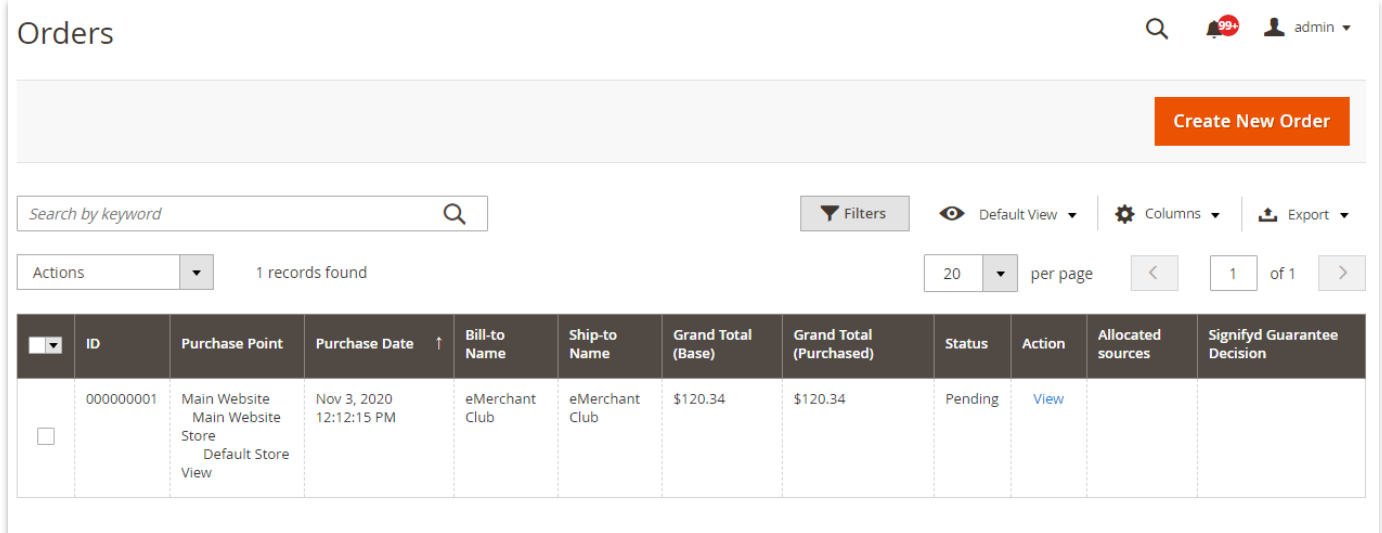 Orders
99+
admin
Create New Order
Search by keyword
Filters
Default View
Columns
Export
Actions
1 records found
20
per page
1
of 1
ID
Purchase Point
Purchase Date ↑
Bill-to
Name
Ship-to
Name
Grand Total
(Base)
Grand Total
(Purchased)
Status
Action
Allocated
sources
Signifyd Guarantee
Decision
000000001
Main Website
Main Website
Store
Default Store
View
Nov 3, 2020
12:12:15 PM
eMerchant
Club
eMerchant
Club
$120.34
$120.34
Pending
View